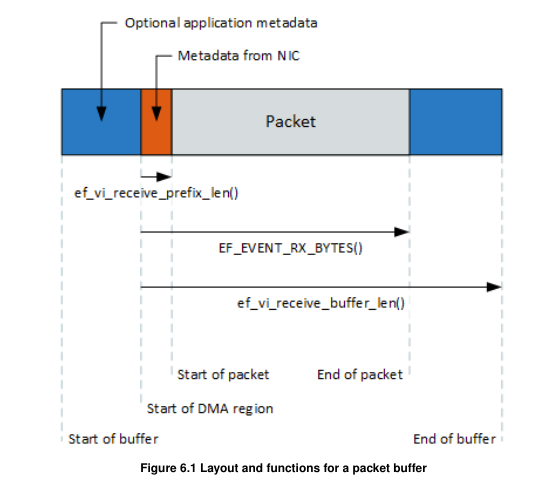 Optional application metadata
Metadata from NIC
Packet
ef_vi_receive_prefix_len()
EF_EVENT_RX_BYTES()
ef_vi_receive_buffer_len()
Start of packet
End of packet
Start of DMA region
Start of buffer
End of buffer
Figure 6.1 Layout and functions for a packet buffer